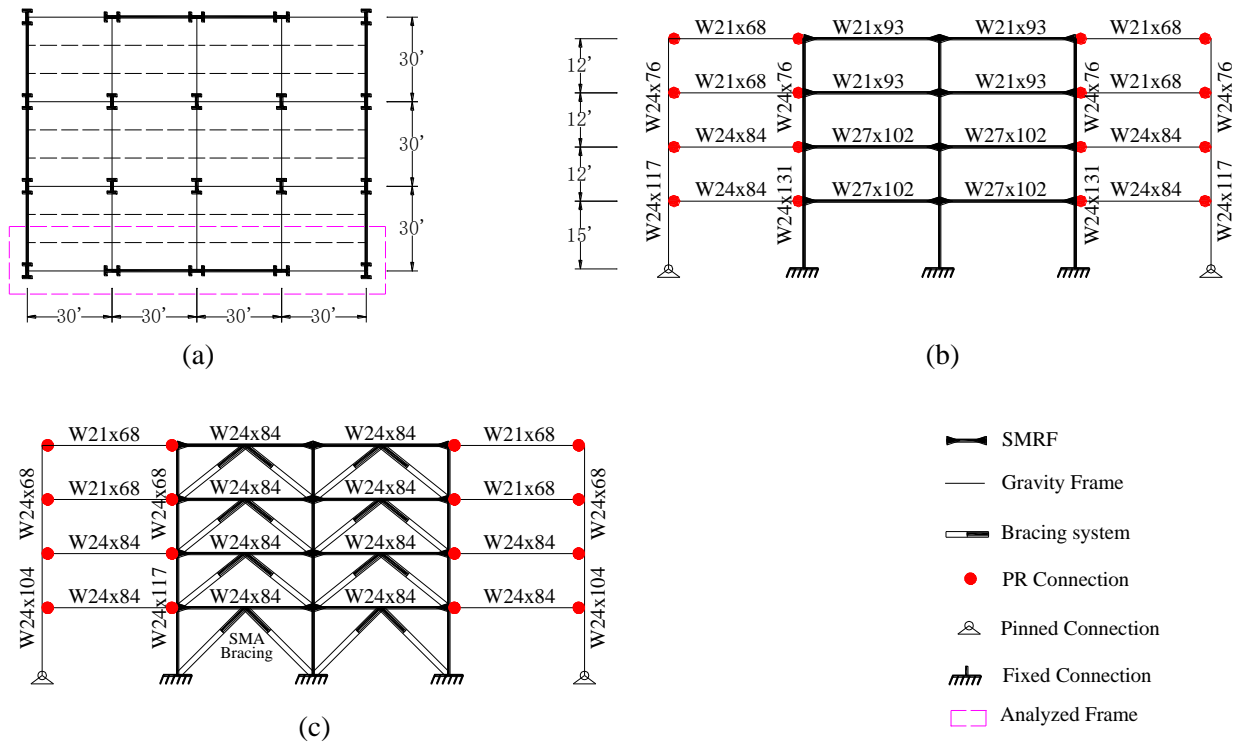 30'
30'
30'
30' 30' 30' 30'
(a)
W21x68 W21x93 W21x93 W21x68
W21x68 W21x93 W21x93 W21x68
W24x84 W27x102 W27x102 W24x84
W24x84 W27x102 W27x102 W24x84
12'
12'
12'
15'
W24x76 W24x76 W24x76 W24x76
W24x117 W24x131 W24x131 W24x117
(b)
W21x68 W24x84 W24x84 W21x68
W21x68 W24x84 W24x84 W21x68
W24x84 W24x84 W24x84 W24x84
W24x84 W24x84 W24x84 W24x84
W24x68 W24x68 W24x68
W24x104 W24x117 W24x104
SMA
Bracing
(c)
SMRF
Gravity Frame
Bracing system
PR Connection
Pinned Connection
Fixed Connection
Analyzed Frame